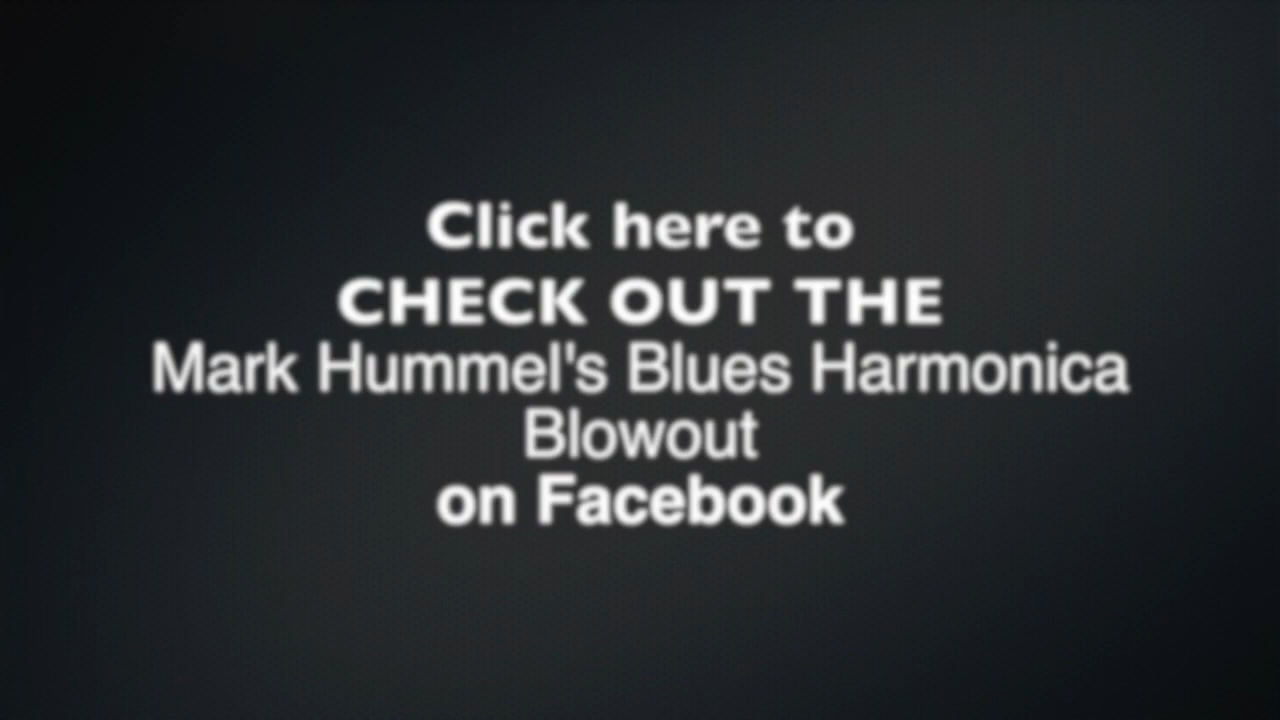 Click here to
CHECK OUT THE
Mark Hummel's Blues Harmonica
Blowout
on Facebook